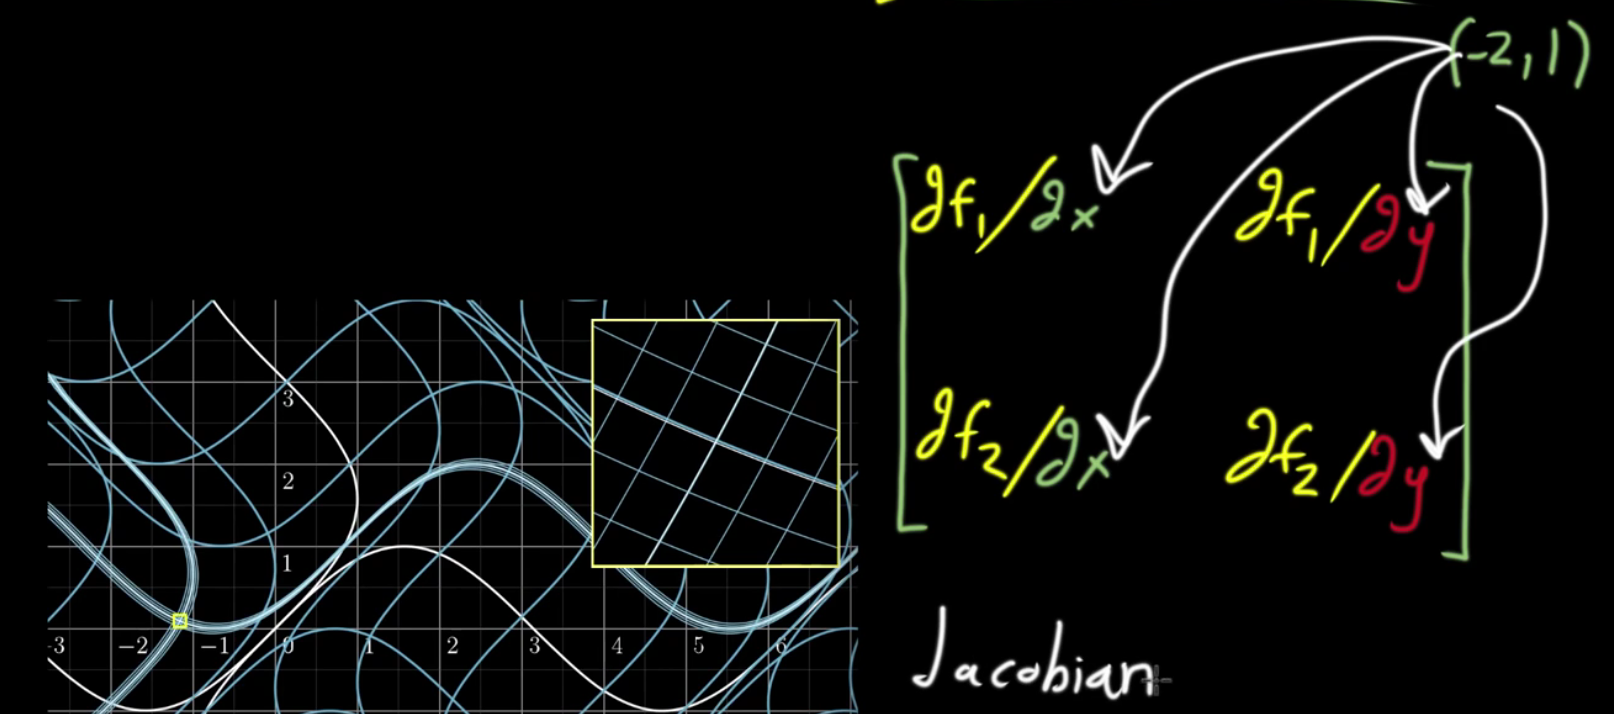 (-2, 1)
∂f₁/∂x ∂f₁/∂y
∂f₂/∂x ∂f₂/∂y
Jacobian
3
2
1
-3 −2 −1 0 1 2 3 4 5 6